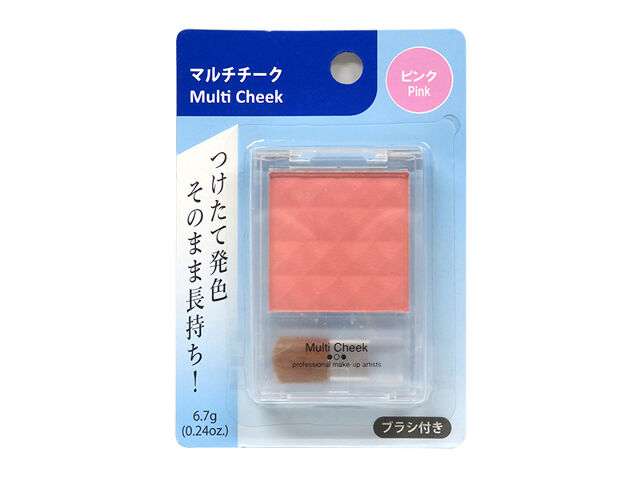 マルチチーク
Multi Cheek
ピンク
Pink
つけたて発色
そのまま長持ち！
Multi Cheek
professional make-up artists
6.7g
(0.24oz.)
ブラシ付き